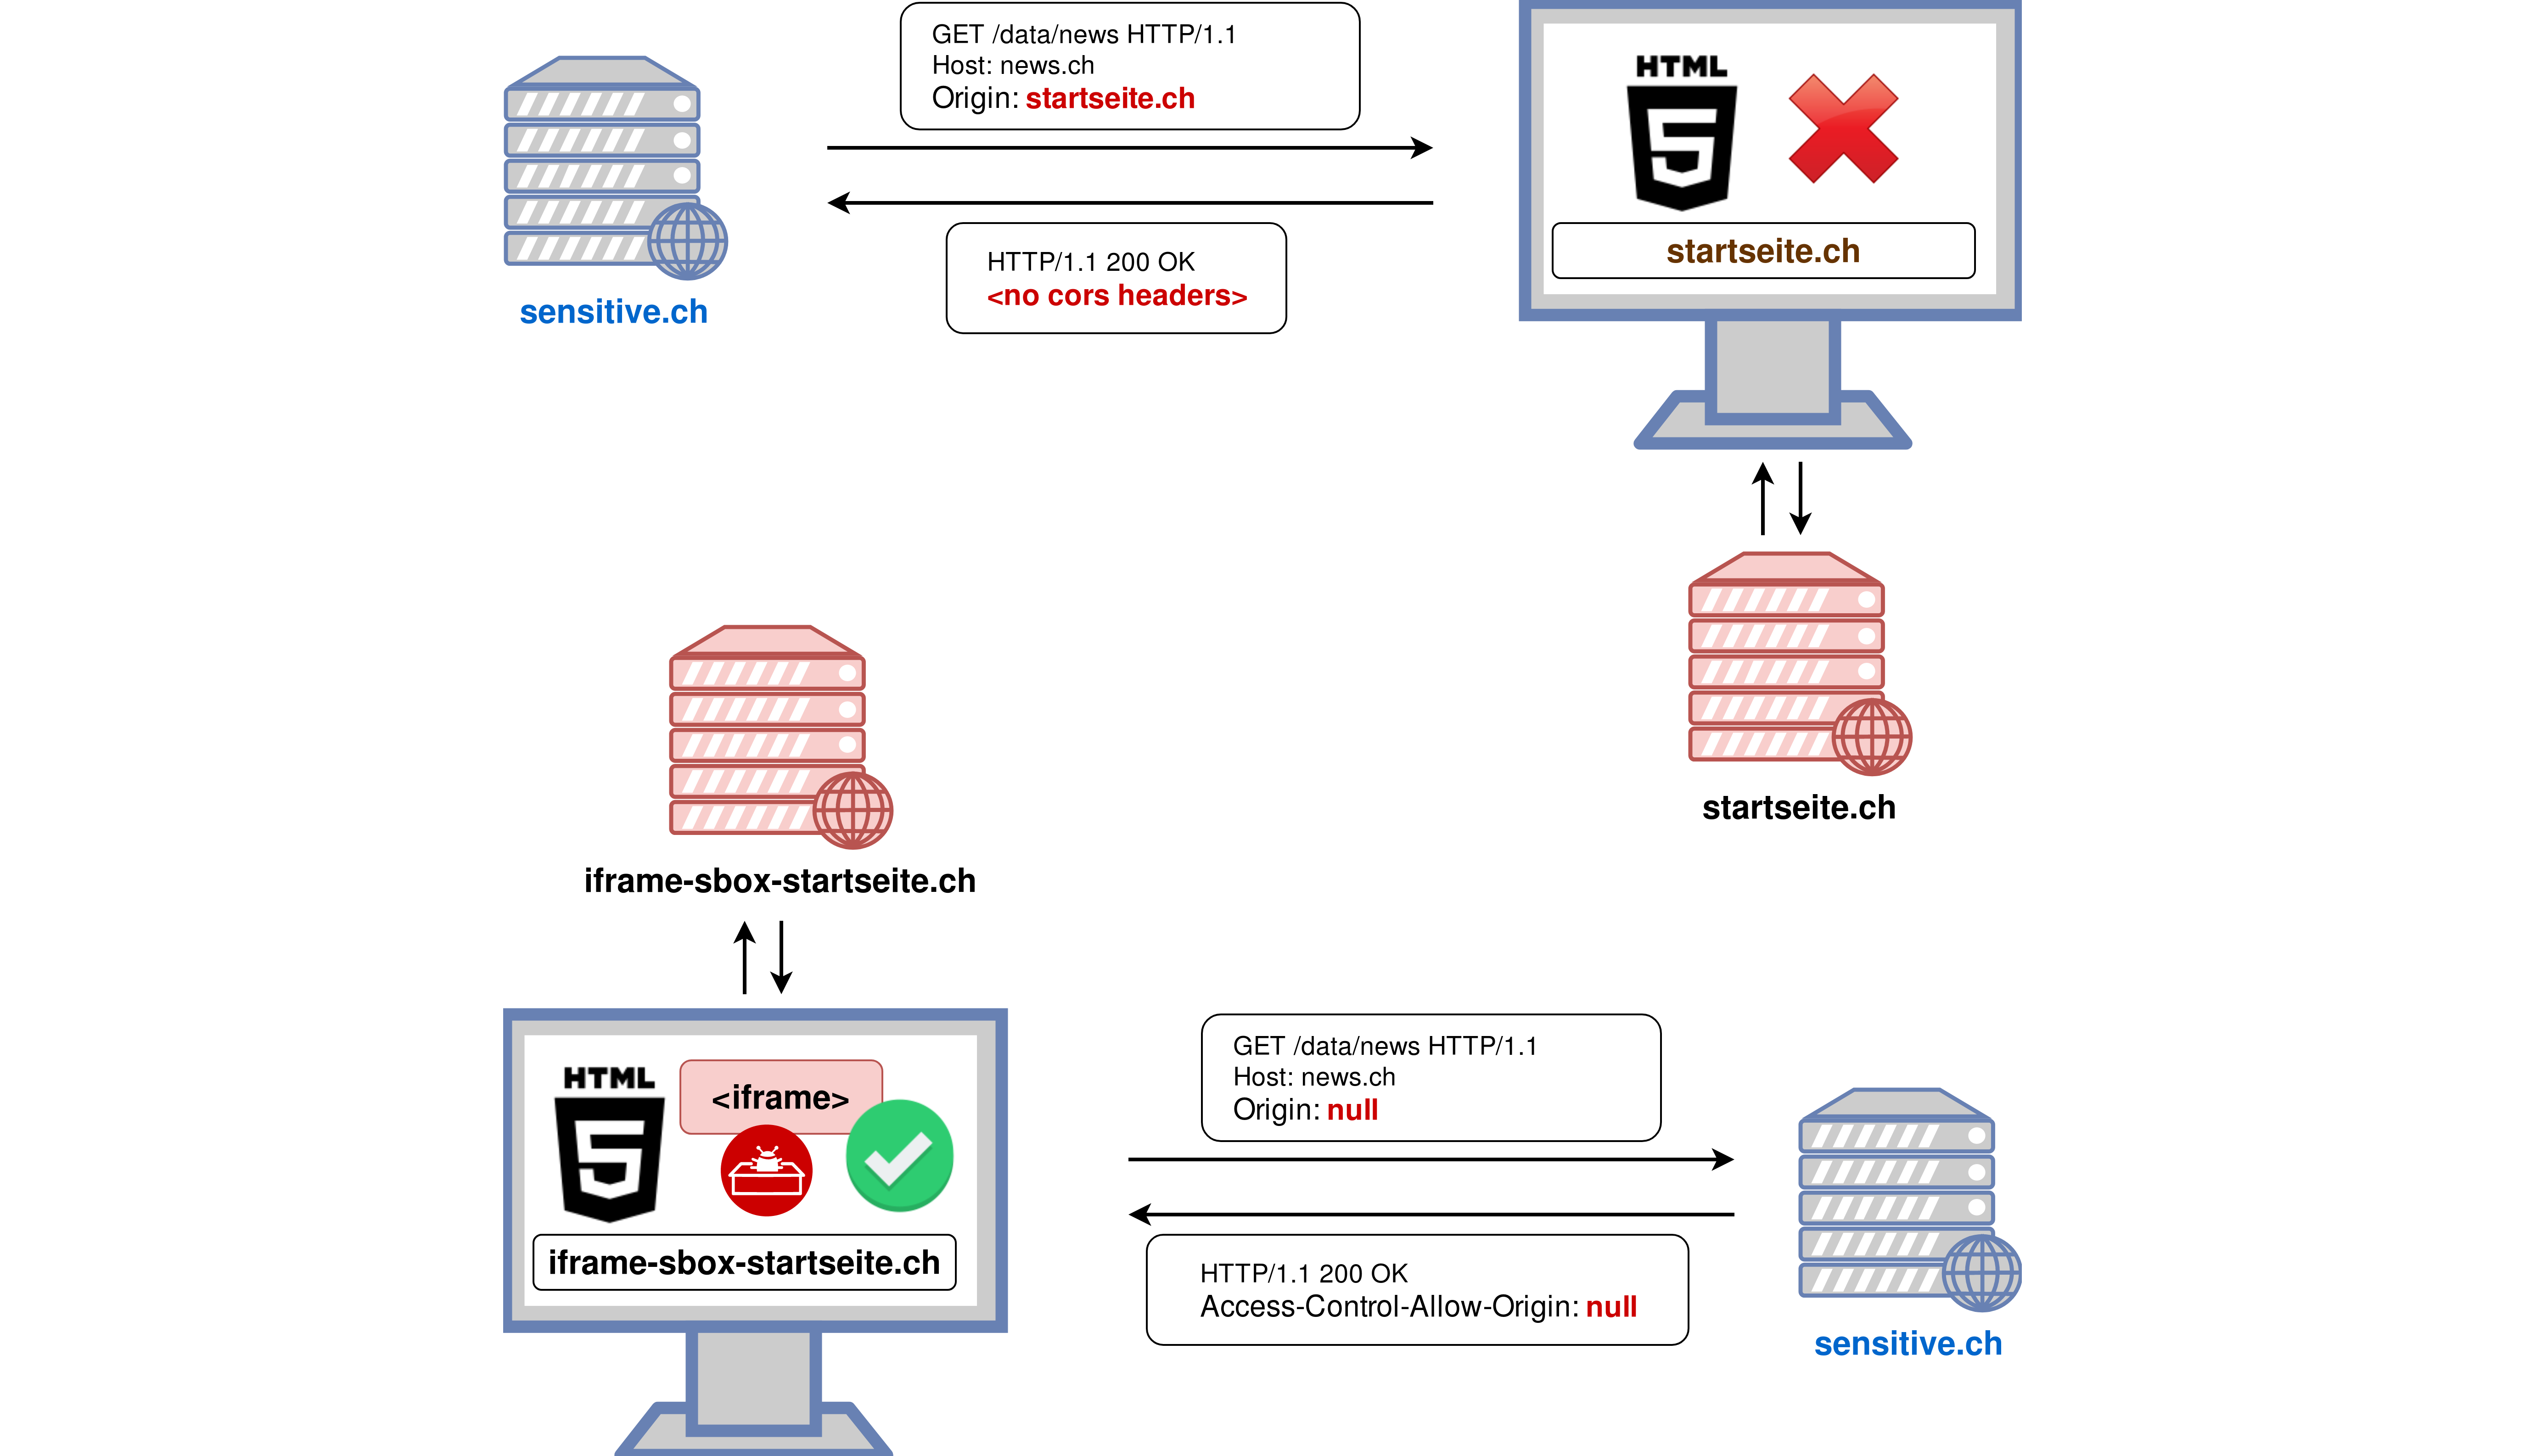 GET /data/news HTTP/1.1
Host: news.ch
Origin: startseite.ch
HTML
5
startseite.ch
HTTP/1.1 200 OK
<no cors headers>
sensitive.ch
startseite.ch
iframe-sbox-startseite.ch
HTML
5
<iframe>
iframe-sbox-startseite.ch
GET /data/news HTTP/1.1
Host: news.ch
Origin: null
HTTP/1.1 200 OK
Access-Control-Allow-Origin: null
sensitive.ch